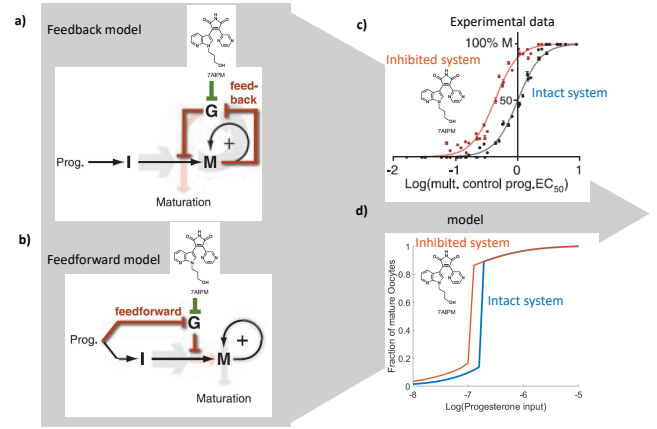 a)
Feedback model
N
H
O
O
N
N
N
N
OH
7AIPM
feed-
back
G
Prog.
I
M
+
Maturation
b)
Feedforward model
N
H
O
O
N
N
N
N
OH
7AIPM
feedforward
G
+
Prog.
I
M
Maturation
c)
Experimental data
100% M
Inhibited system
Intact system
50
7AIPM
-2
-1
0
1
Log(mult. control prog.EC50)
d)
model
Inhibited system
Intact system
7AIPM
Fraction of mature Oocytes
1
0.8
0.6
0.4
0.2
0
-8
-7
-6
-5
Log(Progesterone input)